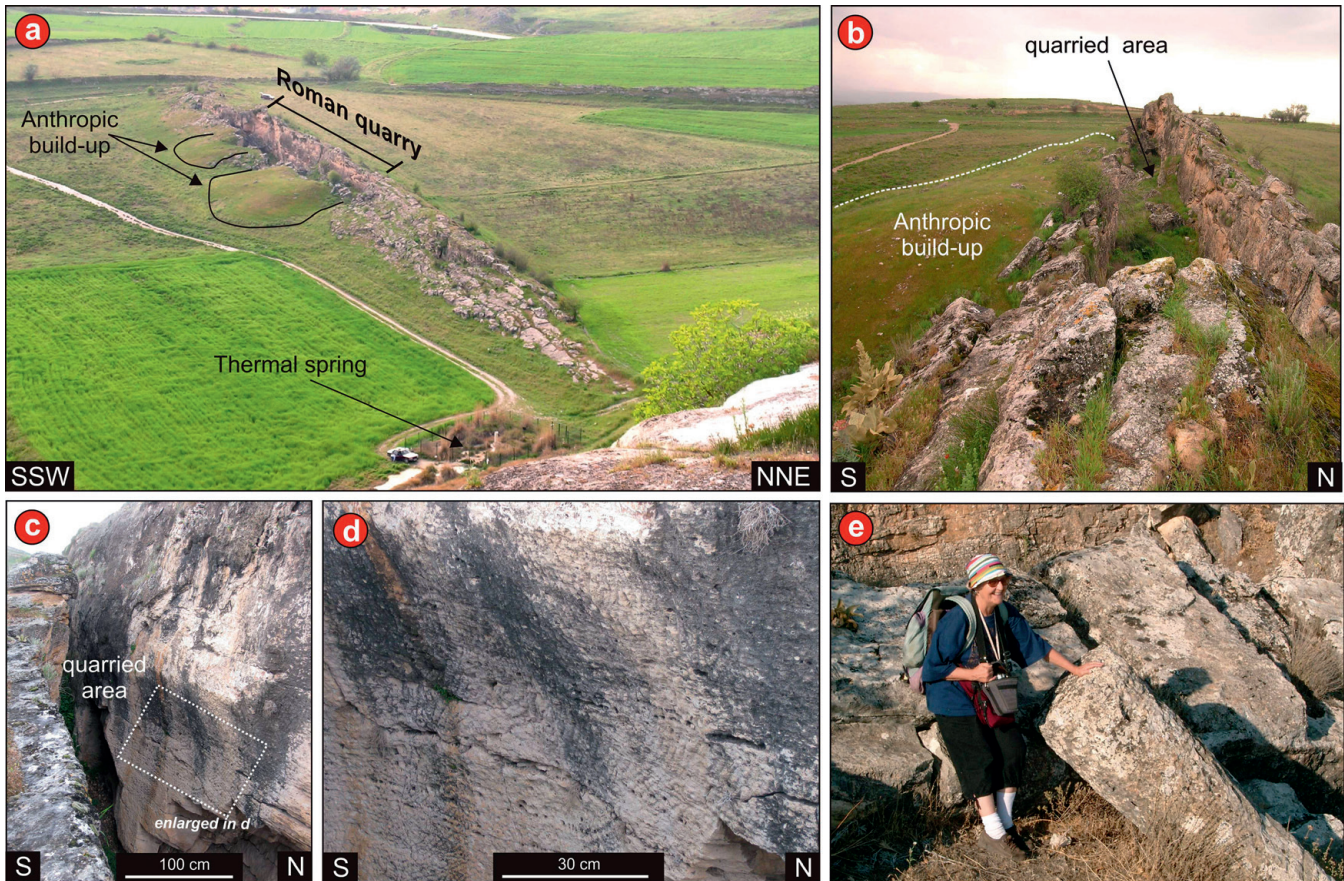 a
Roman quarry
Anthropic
build-up
Thermal spring
SSW
NNE
b
quarried area
Anthropic
build-up
S
N
c
quarried
area
enlarged in d
S
100 cm
N
d
S
30 cm
N
e